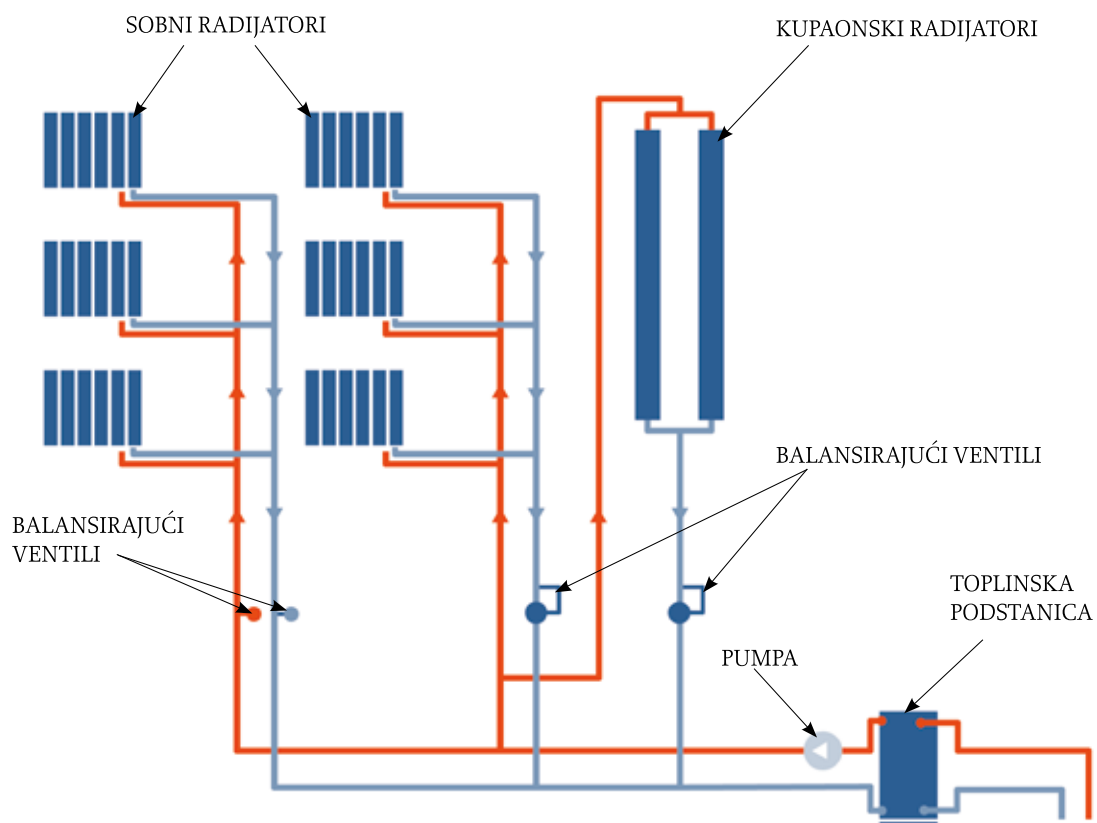 SOBNI RADIJATORI
KUPAONSKI RADIJATORI
BALANSIRAJUĆI VENTILI
BALANSIRAJUĆI
VENTILI
TOPLINSKA
PODSTANICA
PUMPA